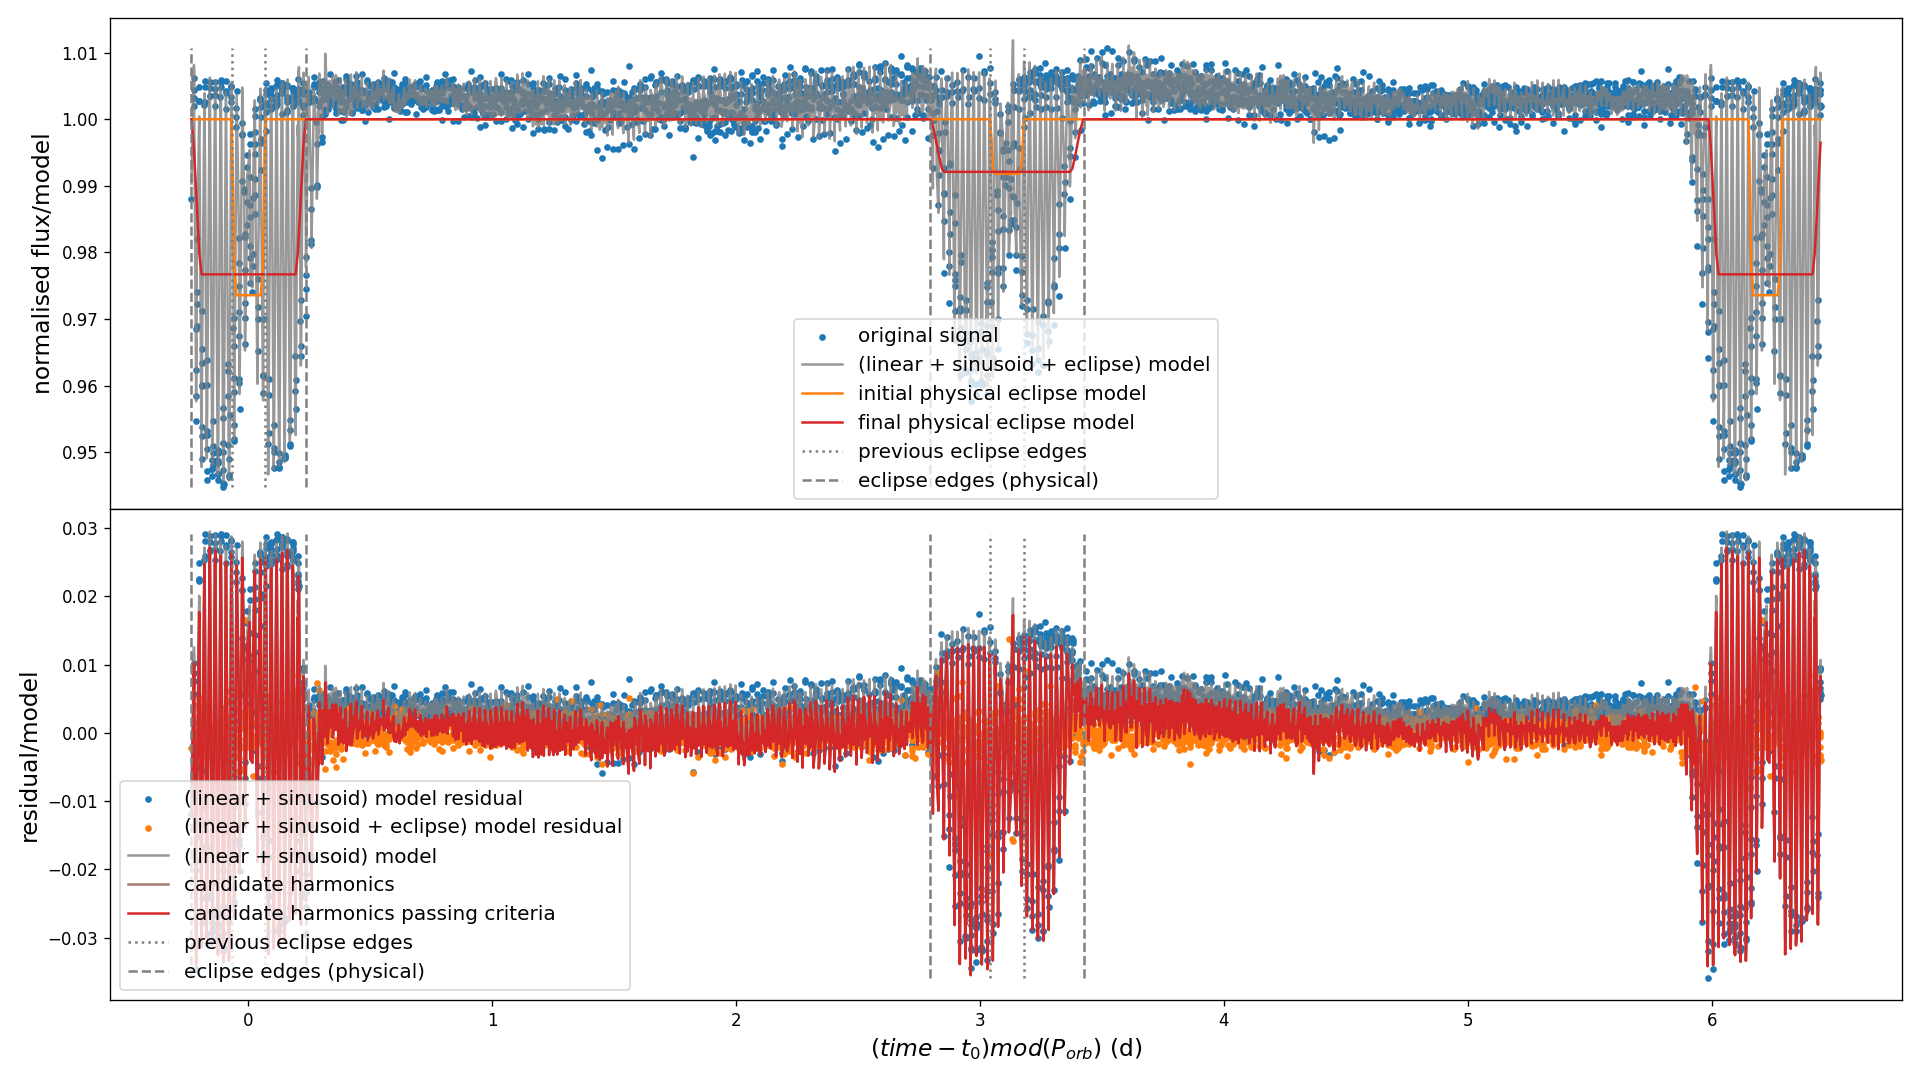 normalised flux/model
1.01
1.00
0.99
0.98
0.97
0.96
0.95
original signal
(linear + sinusoid + eclipse) model
initial physical eclipse model
final physical eclipse model
previous eclipse edges
eclipse edges (physical)
residual/model
0.03
0.02
0.01
0.00
−0.01
−0.02
−0.03
(linear + sinusoid) model residual
(linear + sinusoid + eclipse) model residual
(linear + sinusoid) model
candidate harmonics
candidate harmonics passing criteria
previous eclipse edges
eclipse edges (physical)
0 1 2 3 4 5 6
(time − t₀)mod(P_orb) (d)